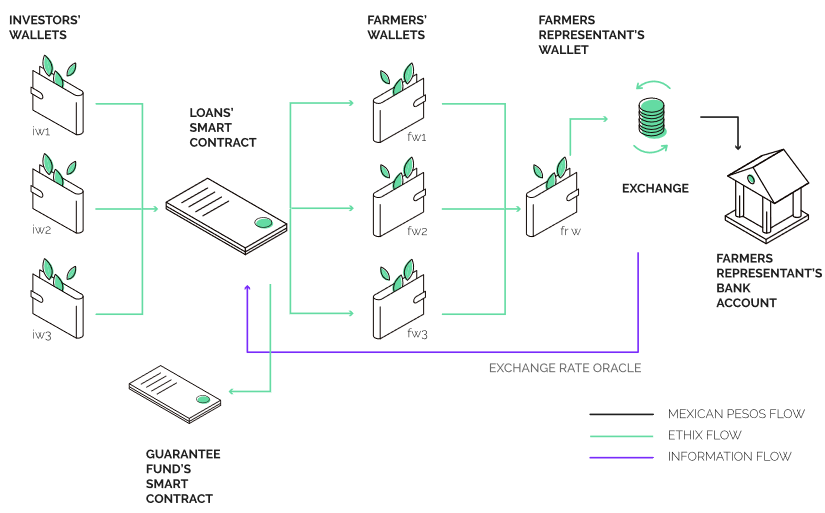 INVESTORS'
WALLETS
FARMERS'
WALLETS
FARMERS
REPRESENTANT'S
WALLET
iw1
LOANS'
SMART
CONTRACT
fw1
EXCHANGE
iw2
fw2
fr w
FARMERS
REPRESENTANT'S
BANK
ACCOUNT
iw3
fw3
EXCHANGE RATE ORACLE
MEXICAN PESOS FLOW
ETHIX FLOW
INFORMATION FLOW
GUARANTEE
FUND'S
SMART
CONTRACT